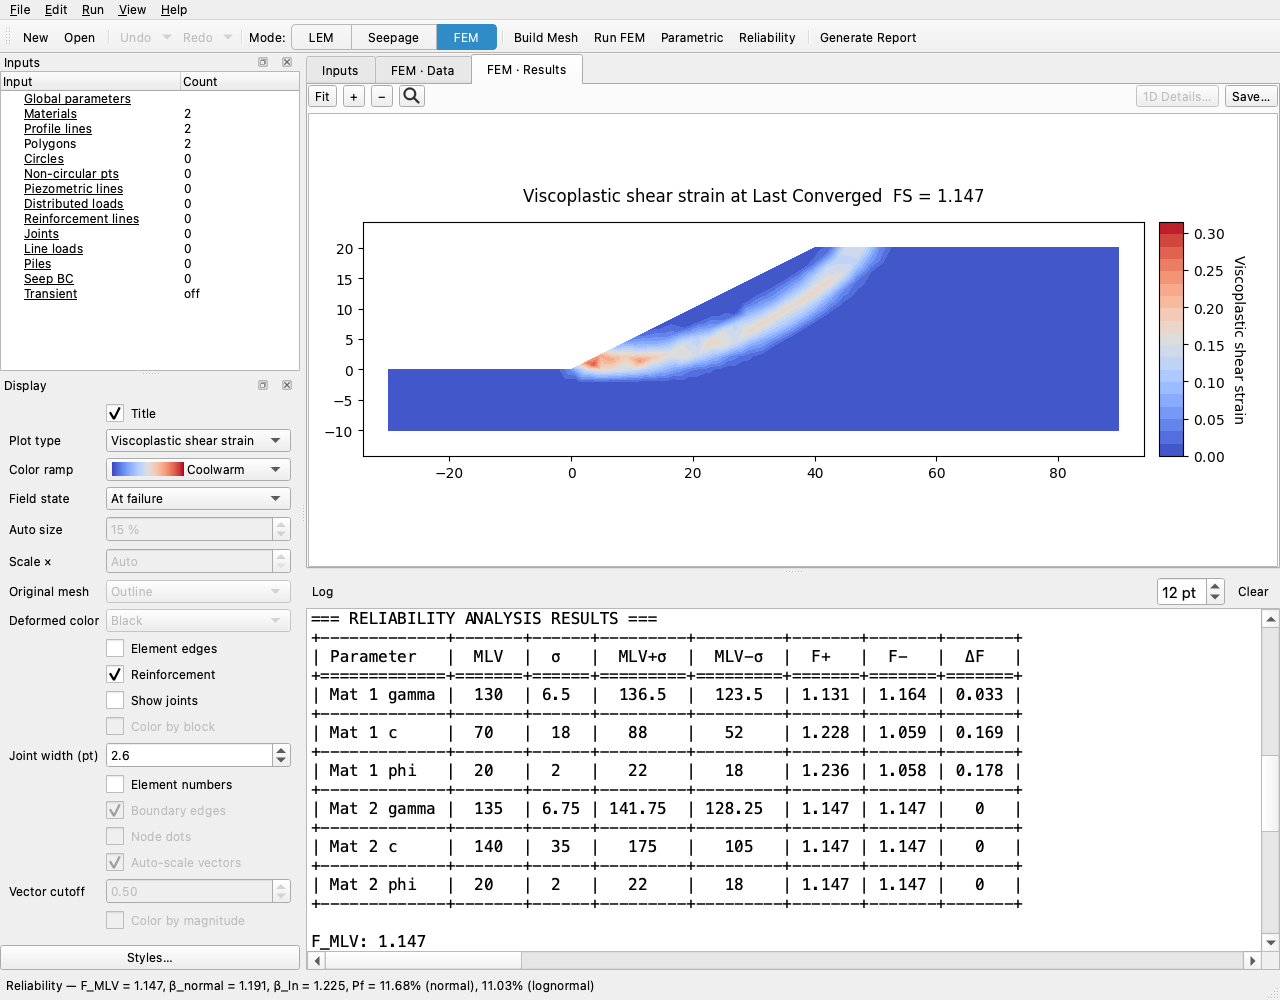 File Edit Run View Help
New Open Undo Redo Mode: LEM Seepage FEM Build Mesh Run FEM Parametric Reliability Generate Report
Inputs
Input Count
Global parameters
Materials 2
Profile lines 2
Polygons 2
Circles 0
Non-circular pts 0
Piezometric lines 0
Distributed loads 0
Reinforcement lines 0
Joints 0
Line loads 0
Piles 0
Seep BC 0
Transient off
Display
Title
Plot type Viscoplastic shear strain
Color ramp Coolwarm
Field state At failure
Auto size 15 %
Scale × Auto
Original mesh Outline
Deformed color Black
Element edges
Reinforcement
Show joints
Color by block
Joint width (pt) 2.6
Element numbers
Boundary edges
Node dots
Auto-scale vectors
Vector cutoff 0.50
Color by magnitude
Styles...
Inputs FEM · Data FEM · Results
Fit + − 1D Details... Save...
Viscoplastic shear strain at Last Converged FS = 1.147
20
15
10
5
0
−5
−10
−20 0 20 40 60 80
0.30
0.25
0.20
0.15
0.10
0.05
0.00
Viscoplastic shear strain
Log 12 pt Clear
=== RELIABILITY ANALYSIS RESULTS ===
+--------------+-------+------+---------+---------+-------+-------+-------+
| Parameter | MLV | σ | MLV+σ | MLV−σ | F+ | F− | ΔF |
+==============+=======+======+=========+=========+=======+=======+=======+
| Mat 1 gamma | 130 | 6.5 | 136.5 | 123.5 | 1.131 | 1.164 | 0.033 |
+--------------+-------+------+---------+---------+-------+-------+-------+
| Mat 1 c | 70 | 18 | 88 | 52 | 1.228 | 1.059 | 0.169 |
+--------------+-------+------+---------+---------+-------+-------+-------+
| Mat 1 phi | 20 | 2 | 22 | 18 | 1.236 | 1.058 | 0.178 |
+--------------+-------+------+---------+---------+-------+-------+-------+
| Mat 2 gamma | 135 | 6.75 | 141.75 | 128.25 | 1.147 | 1.147 | 0 |
+--------------+-------+------+---------+---------+-------+-------+-------+
| Mat 2 c | 140 | 35 | 175 | 105 | 1.147 | 1.147 | 0 |
+--------------+-------+------+---------+---------+-------+-------+-------+
| Mat 2 phi | 20 | 2 | 22 | 18 | 1.147 | 1.147 | 0 |
+--------------+-------+------+---------+---------+-------+-------+-------+
F_MLV: 1.147
Reliability — F_MLV = 1.147, β_normal = 1.191, β_ln = 1.225, Pf = 11.68% (normal), 11.03% (lognormal)